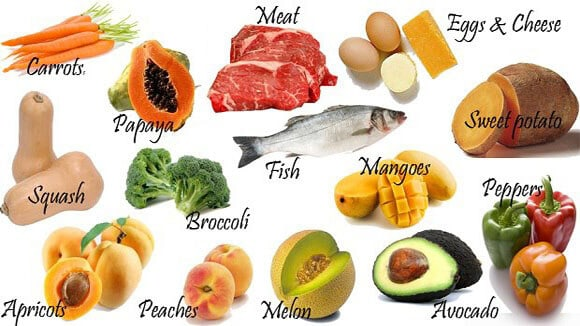 Meat
Eggs & Cheese
Carrots
Papaya
Sweet potato
Fish
Mangoes
Squash
Broccoli
Peppers
Apricots
Peaches
Melon
Avocado